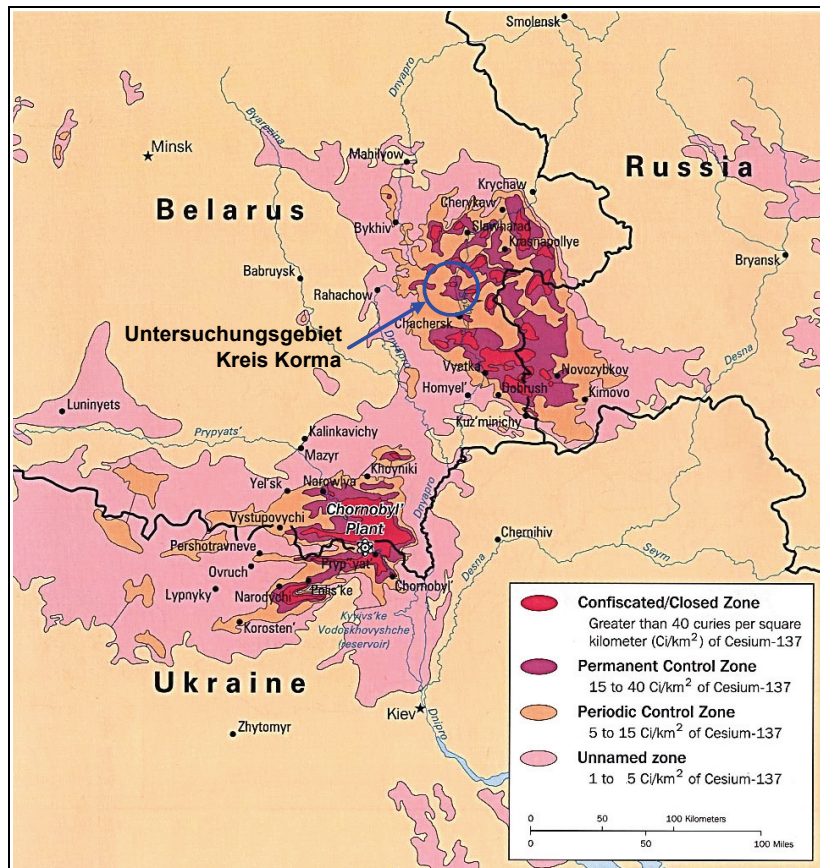 Smolensk
Dnyapro
Byarezina
Minsk
Mahilyow
Russia
Krychaw
Cherykaw
Belarus
Slawharad
Bykhiv
Krasnapollye
Bryansk
Babruysk
Rahachow
Untersuchungsgebiet
Kreis Korma
Chachersk
Dnyapro
Desna
Vyetka
Novozybkov
Homyel'
Dobrush
Kimovo
Luninyets
Kuz'minichy
Prypyats'
Kalinkavichy
Mazyr
Khoyniki
Yel'sk
Narowlya
Chornobyl'
Plant
Dnyapro
Vystupovychi
Chernihiv
Pershotravneve
Desna
Seym
Pryp''yat
Ovruch
Chornobyl'
Lypnyky
Narodychi
Polis'ke
Korosten'
Kyyivs'ke
Vodoskhovyshche
(reservoir)
Ukraine
Kiev
Dnipro
Zhytomyr
Confiscated/Closed Zone
Greater than 40 curies per square
kilometer (Ci/km²) of Cesium-137
Permanent Control Zone
15 to 40 Ci/km² of Cesium-137
Periodic Control Zone
5 to 15 Ci/km² of Cesium-137
Unnamed zone
1 to 5 Ci/km² of Cesium-137
0 50 100 Kilometers
0 50 100 Miles